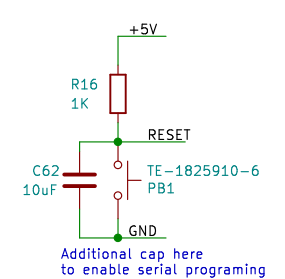 +5V
R16
1K
RESET
C62
10uF
TE-1825910-6
PB1
GND
Additional cap here
to enable serial programing